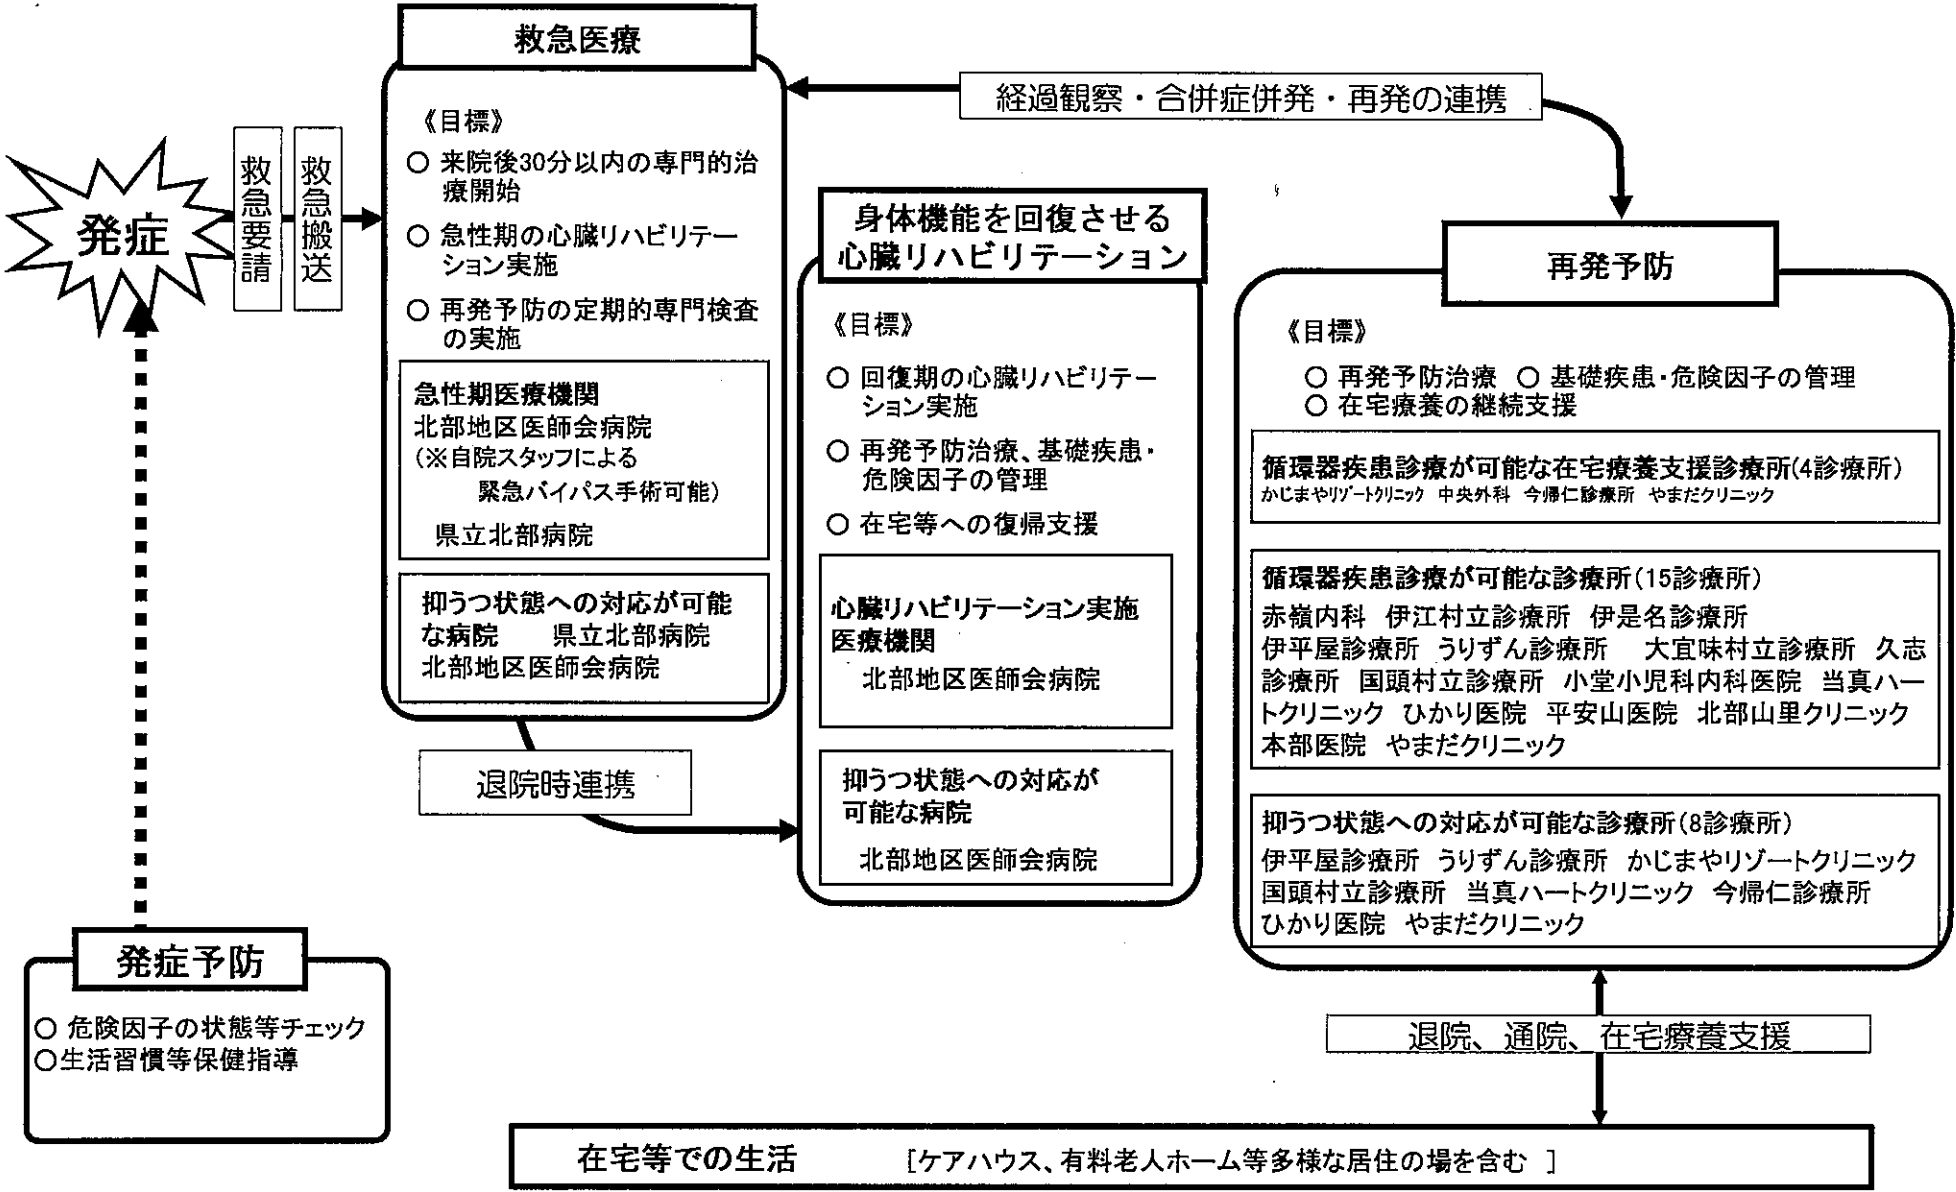 救急医療
《目標》
○ 来院後30分以内の専門的治
療開始
○ 急性期の心臓リハビリテー
ション実施
○ 再発予防の定期的専門検査
の実施
急性期医療機関
北部地区医師会病院
(※自院スタッフによる
緊急バイパス手術可能)
県立北部病院
抑うつ状態への対応が可能
な病院 県立北部病院
北部地区医師会病院
発症
救急要請
救急搬送
経過観察・合併症併発・再発の連携
身体機能を回復させる
心臓リハビリテーション
《目標》
○ 回復期の心臓リハビリテー
ション実施
○ 再発予防治療、基礎疾患・
危険因子の管理
○ 在宅等への復帰支援
心臓リハビリテーション実施
医療機関
北部地区医師会病院
抑うつ状態への対応が
可能な病院
北部地区医師会病院
退院時連携
再発予防
《目標》
○ 再発予防治療 ○ 基礎疾患・危険因子の管理
○ 在宅療養の継続支援
循環器疾患診療が可能な在宅療養支援診療所(4診療所)
かじまやリゾートクリニック 中央外科 今帰仁診療所 やまだクリニック
循環器疾患診療が可能な診療所(15診療所)
赤嶺内科 伊江村立診療所 伊是名診療所
伊平屋診療所 うりずん診療所 大宜味村立診療所 久志
診療所 国頭村立診療所 小堂小児科内科医院 当真ハー
トクリニック ひかり医院 平安山医院 北部山里クリニック
本部医院 やまだクリニック
抑うつ状態への対応が可能な診療所(8診療所)
伊平屋診療所 うりずん診療所 かじまやリゾートクリニック
国頭村立診療所 当真ハートクリニック 今帰仁診療所
ひかり医院 やまだクリニック
発症予防
○ 危険因子の状態等チェック
○生活習慣等保健指導
退院、通院、在宅療養支援
在宅等での生活 [ケアハウス、有料老人ホーム等多様な居住の場を含む ]